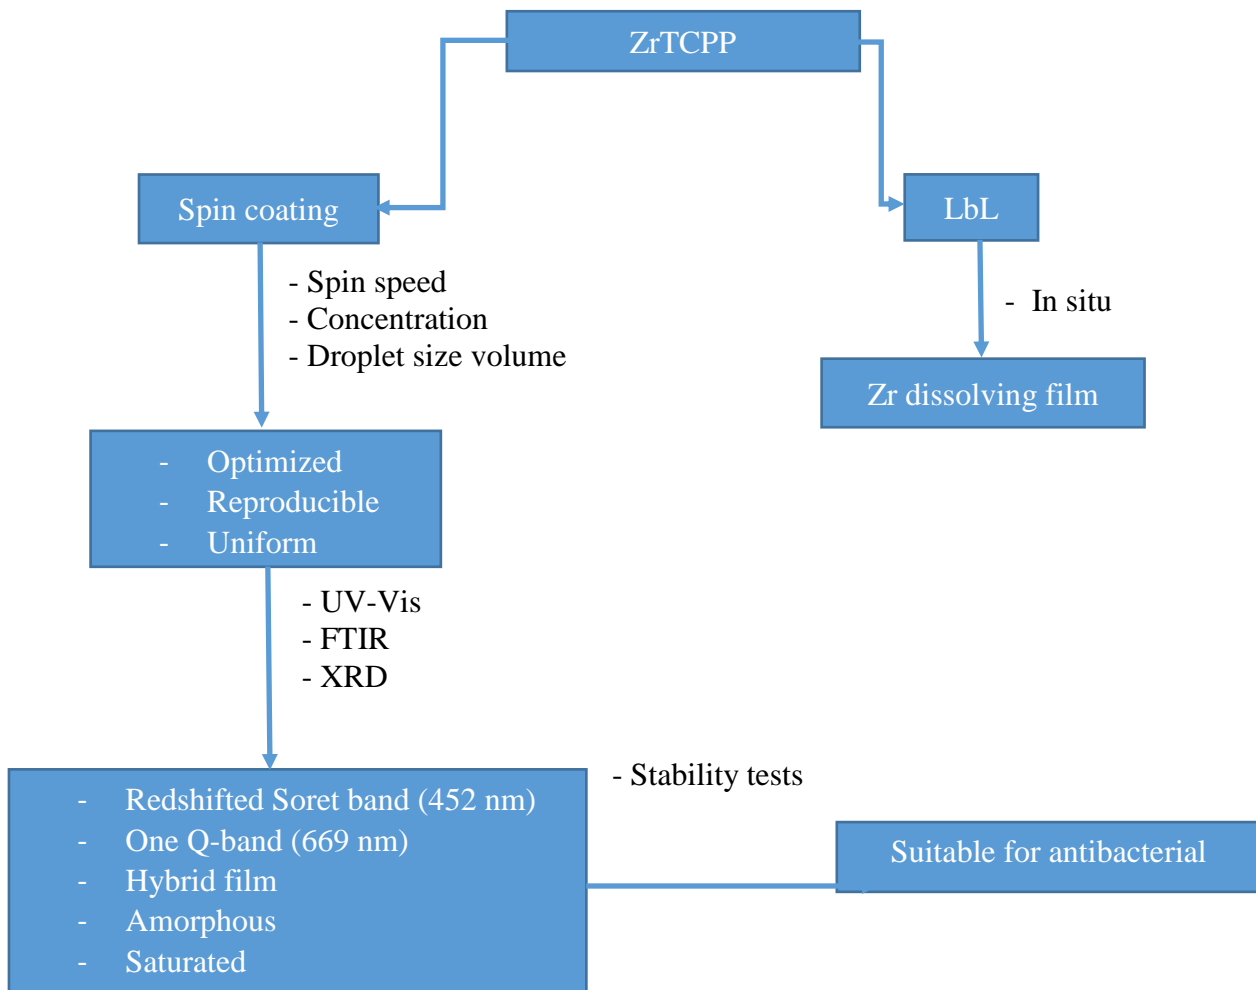 ZrTCPP
Spin coating
LbL
- Spin speed
- Concentration
- Droplet size volume
- In situ
Zr dissolving film
- Optimized
- Reproducible
- Uniform
- UV-Vis
- FTIR
- XRD
- Redshifted Soret band (452 nm)
- One Q-band (669 nm)
- Hybrid film
- Amorphous
- Saturated
- Stability tests
Suitable for antibacterial